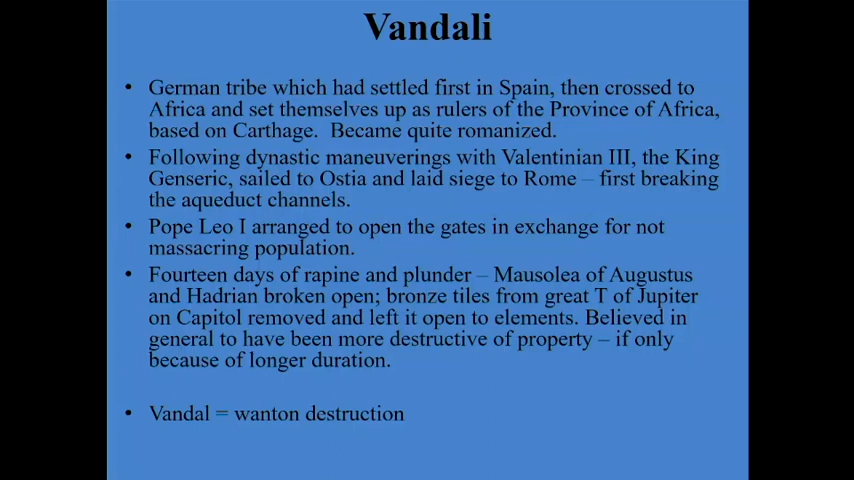 Vandali
• German tribe which had settled first in Spain, then crossed to
Africa and set themselves up as rulers of the Province of Africa,
based on Carthage.  Became quite romanized.
• Following dynastic maneuverings with Valentinian III, the King
Genseric, sailed to Ostia and laid siege to Rome – first breaking
the aqueduct channels.
• Pope Leo I arranged to open the gates in exchange for not
massacring population.
• Fourteen days of rapine and plunder – Mausolea of Augustus
and Hadrian broken open; bronze tiles from great T of Jupiter
on Capitol removed and left it open to elements. Believed in
general to have been more destructive of property – if only
because of longer duration.
• Vandal = wanton destruction